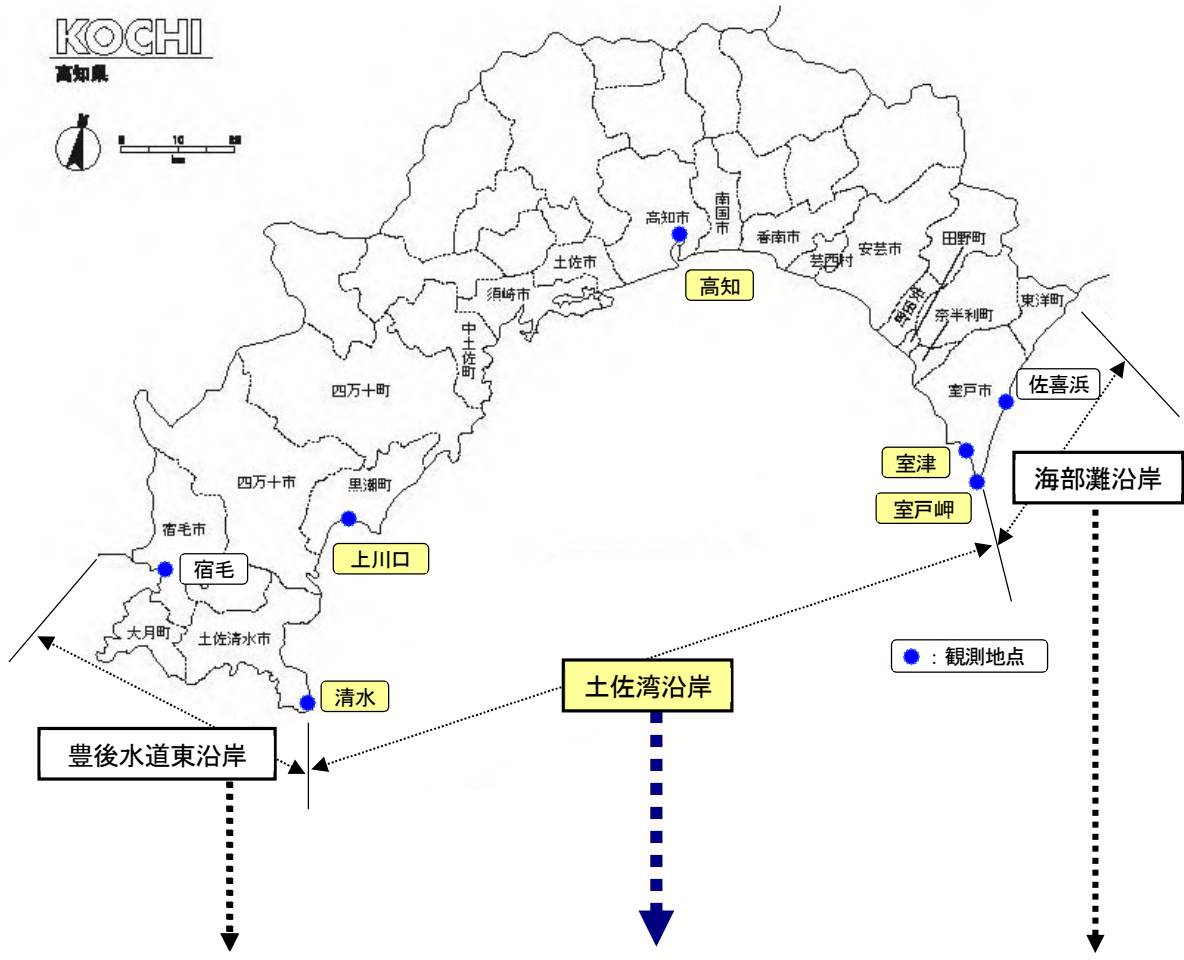 KOCHI
高知県
10
km
高知市
南国市
香南市
芸西村
安芸市
田野町
東洋町
安田町
奈半利町
室戸市
土佐市
須崎市
中土佐町
四万十町
四万十市
黒潮町
宿毛市
大月町
土佐清水市
高知
佐喜浜
室津
室戸岬
上川口
宿毛
清水
海部灘沿岸
:観測地点
土佐湾沿岸
豊後水道東沿岸